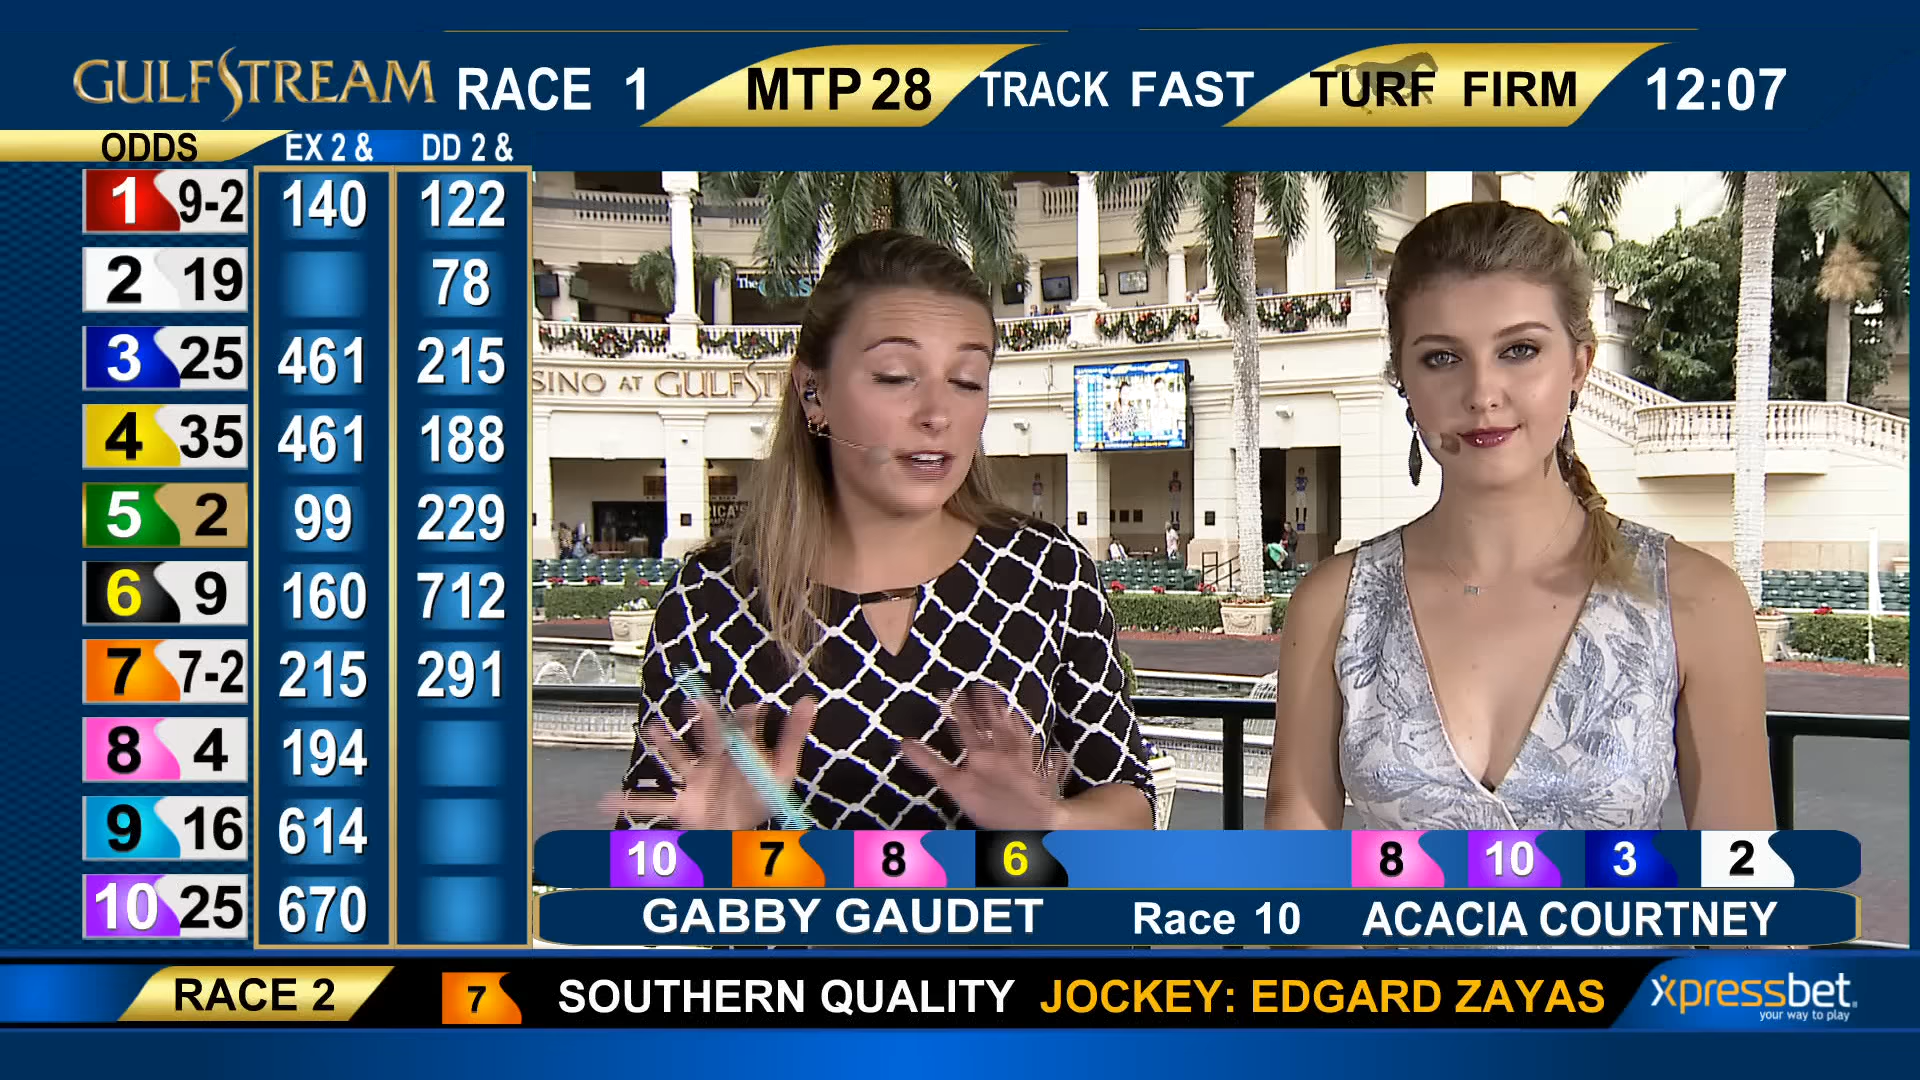 GULFSTREAM RACE 1 MTP 28 TRACK FAST TURF FIRM 12:07
ODDS EX 2 & DD 2 &
1 9-2 140 122
2 19 78
3 25 461 215
4 35 461 188
5 2 99 229
6 9 160 712
7 7-2 215 291
8 4 194
9 16 614
10 25 670
The
SINO AT GULFST
10 7 8 6 8 10 3 2
GABBY GAUDET Race 10 ACACIA COURTNEY
RACE 2 7 SOUTHERN QUALITY JOCKEY: EDGARD ZAYAS xpressbet
your way to play